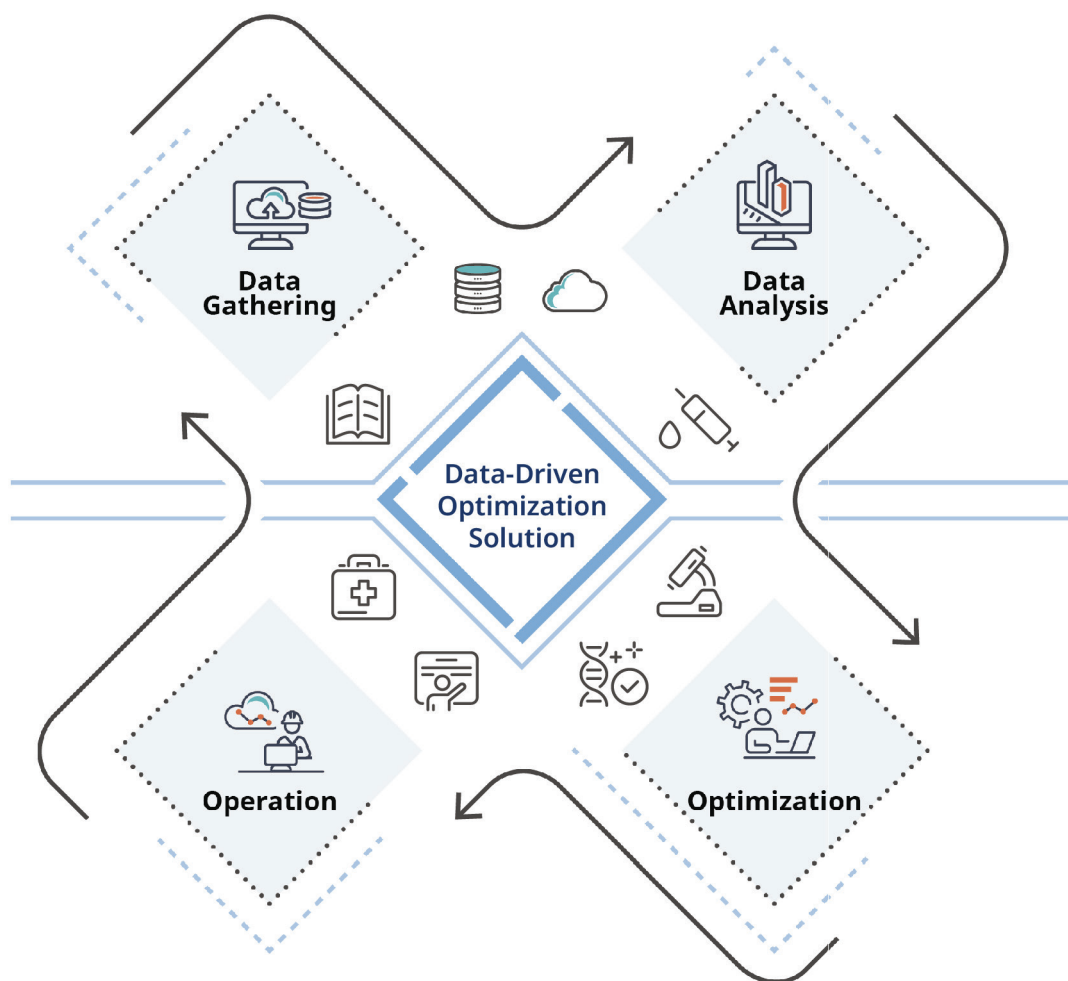 Data
Gathering
Data
Analysis
Data-Driven
Optimization
Solution
Operation
Optimization